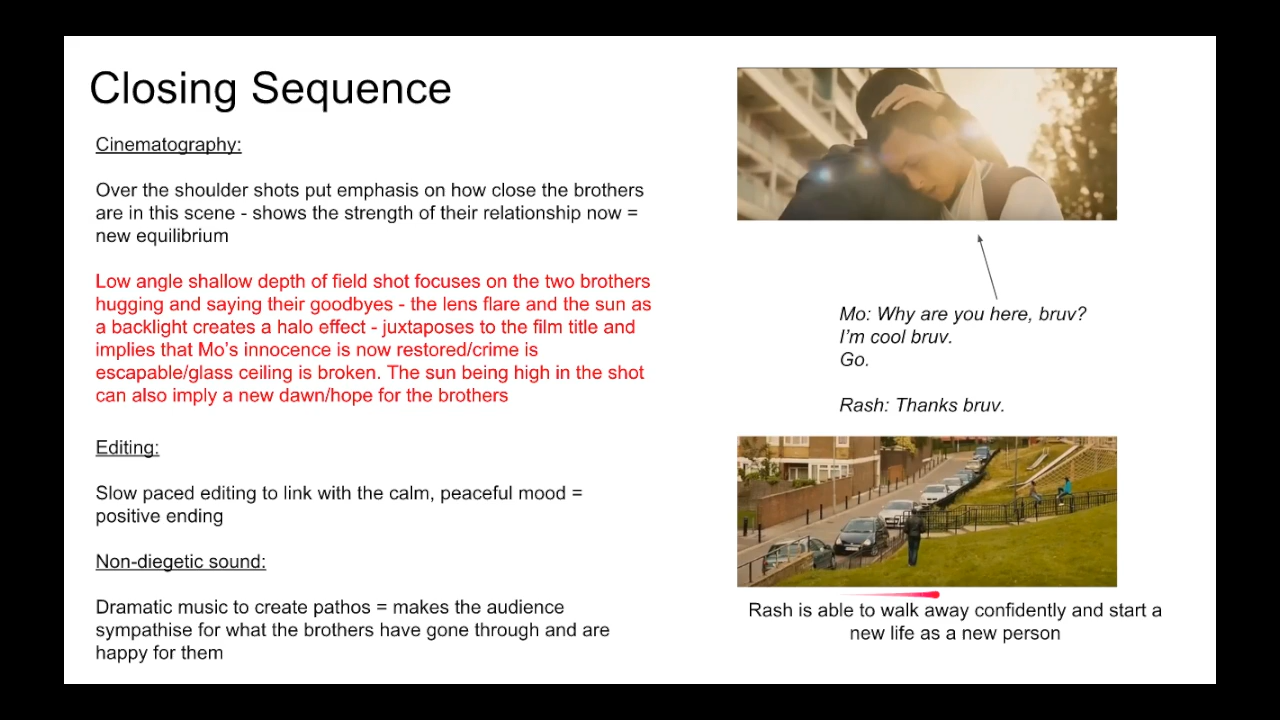 Closing Sequence
Cinematography:
Over the shoulder shots put emphasis on how close the brothers
are in this scene - shows the strength of their relationship now =
new equilibrium
Low angle shallow depth of field shot focuses on the two brothers
hugging and saying their goodbyes - the lens flare and the sun as
a backlight creates a halo effect - juxtaposes to the film title and
implies that Mo's innocence is now restored/crime is
escapable/glass ceiling is broken. The sun being high in the shot
can also imply a new dawn/hope for the brothers
Editing:
Slow paced editing to link with the calm, peaceful mood =
positive ending
Non-diegetic sound:
Dramatic music to create pathos = makes the audience
sympathise for what the brothers have gone through and are
happy for them
Mo: Why are you here, bruv?
I'm cool bruv.
Go.
Rash: Thanks bruv.
Rash is able to walk away confidently and start a
new life as a new person